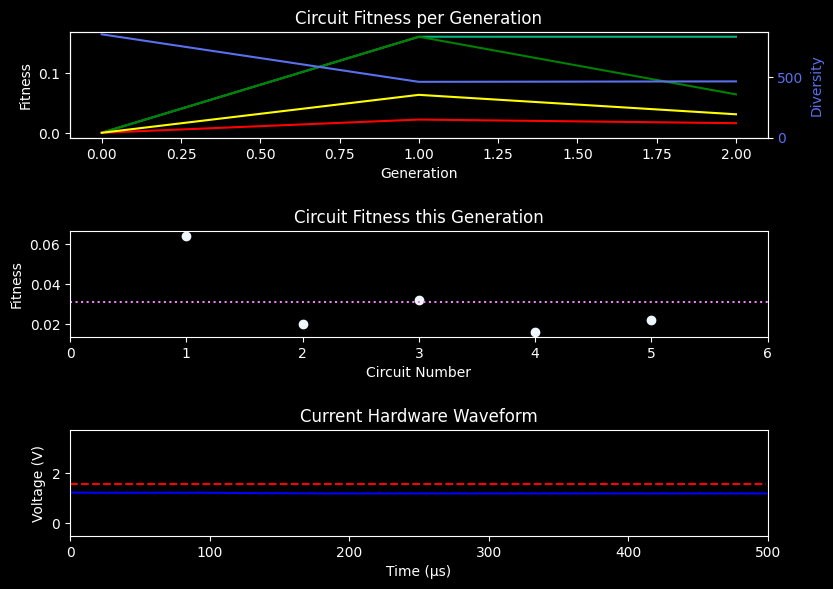 Circuit Fitness per Generation
Fitness
0.1
0.0
500
0
Diversity
0.00 0.25 0.50 0.75 1.00 1.25 1.50 1.75 2.00
Generation
Circuit Fitness this Generation
Fitness
0.06
0.04
0.02
0 1 2 3 4 5 6
Circuit Number
Current Hardware Waveform
Voltage (V)
2
0
0 100 200 300 400 500
Time (μs)